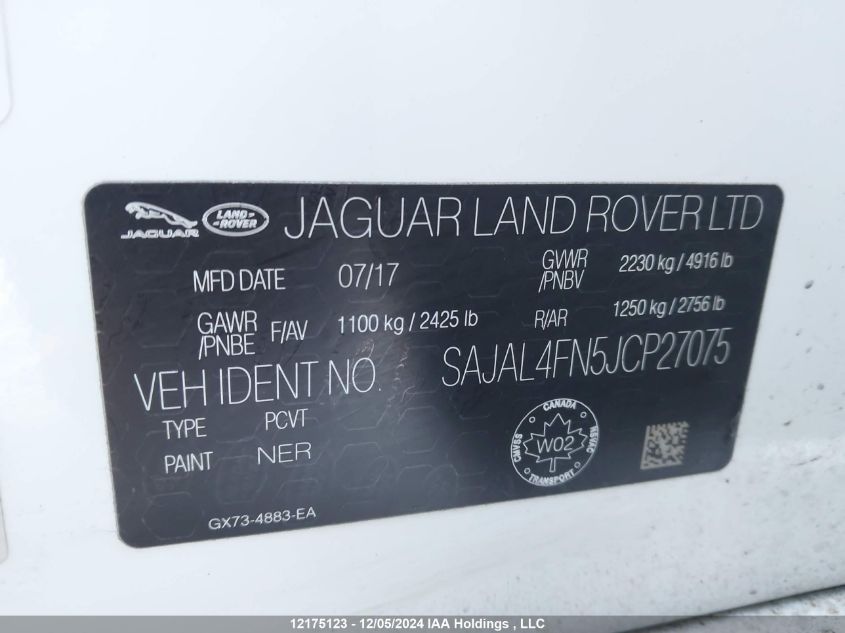 JAGUAR LAND ROVER JAGUAR LAND ROVER LTD
MFD DATE 07/17 GVWR /PNBV 2230 kg / 4916 lb
GAWR /PNBE F/AV 1100 kg / 2425 lb R/AR 1250 kg / 2756 lb
VEH IDENT NO. SAJAL4FN5JCP27075
TYPE PCVT
PAINT NER
CANADA
CMVSS W02 NSVAC
TRANSPORT
GX73-4883-EA
12175123 - 12/05/2024 IAA Holdings , LLC